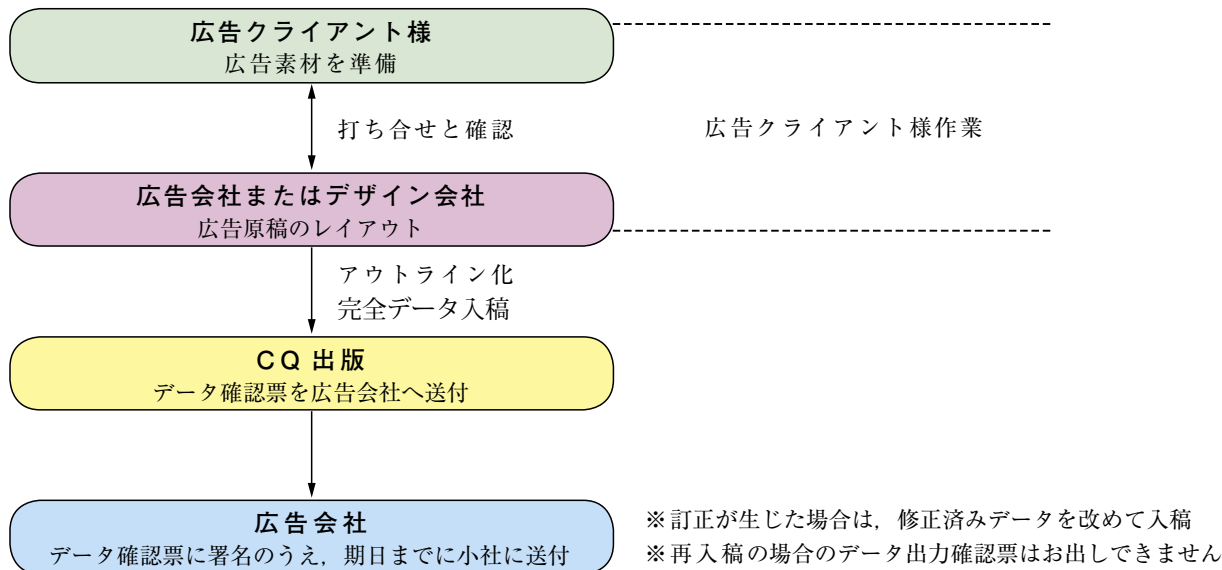 広告クライアント様
広告素材を準備
打ち合せと確認
広告クライアント様作業
広告会社またはデザイン会社
広告原稿のレイアウト
アウトライン化
完全データ入稿
CQ出版
データ確認票を広告会社へ送付
広告会社
データ確認票に署名のうえ，期日までに小社に送付
※訂正が生じた場合は，修正済みデータを改めて入稿
※再入稿の場合のデータ出力確認票はお出しできません